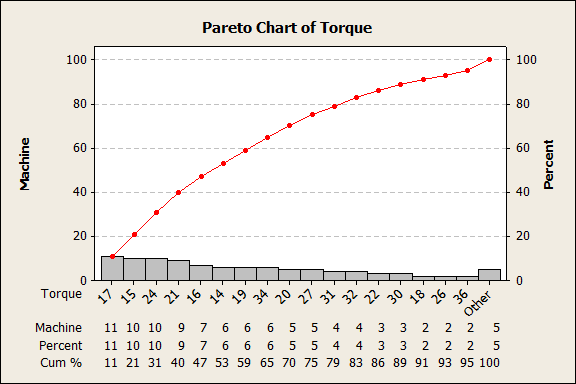 Pareto Chart of Torque
100 100
80 80
60 60
40 40
20 20
0 0
Machine
Percent
Torque 17 15 24 21 16 14 19 34 20 27 31 32 22 30 18 26 36 Other
Machine 11 10 10 9 7 6 6 6 5 5 4 4 3 3 2 2 2 5
Percent 11 10 10 9 7 6 6 6 5 5 4 4 3 3 2 2 2 5
Cum % 11 21 31 40 47 53 59 65 70 75 79 83 86 89 91 93 95 100